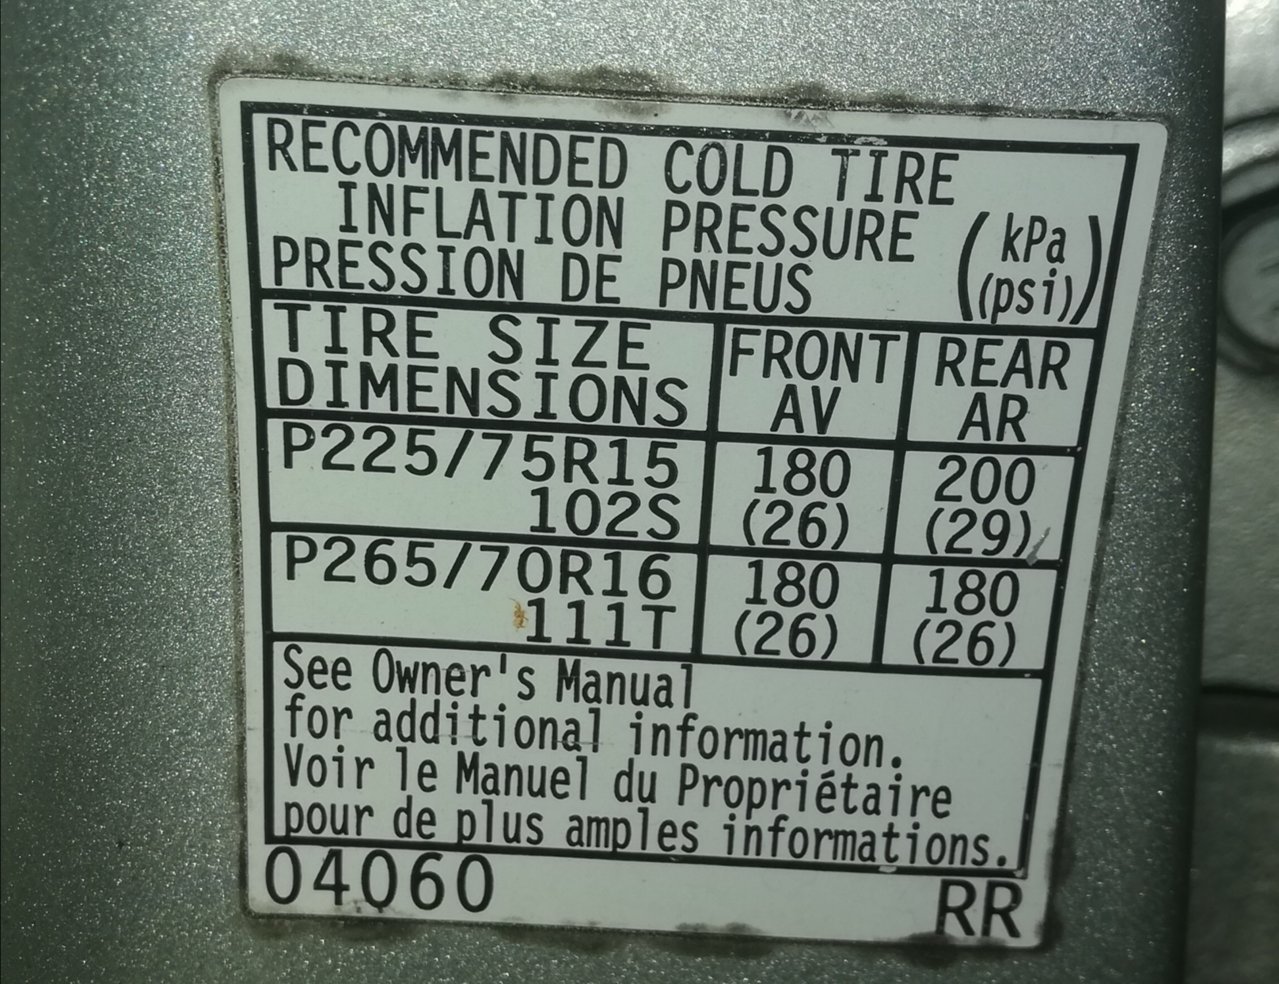 RECOMMENDED COLD TIRE
INFLATION PRESSURE
PRESSION DE PNEUS
kPa
(psi)
TIRE SIZE
DIMENSIONS
FRONT
AV
REAR
AR
P225/75R15
102S
180
(26)
200
(29)
P265/70R16
111T
180
(26)
180
(26)
See Owner's Manual
for additional information.
Voir le Manuel du Propriétaire
pour de plus amples informations.
04060 RR